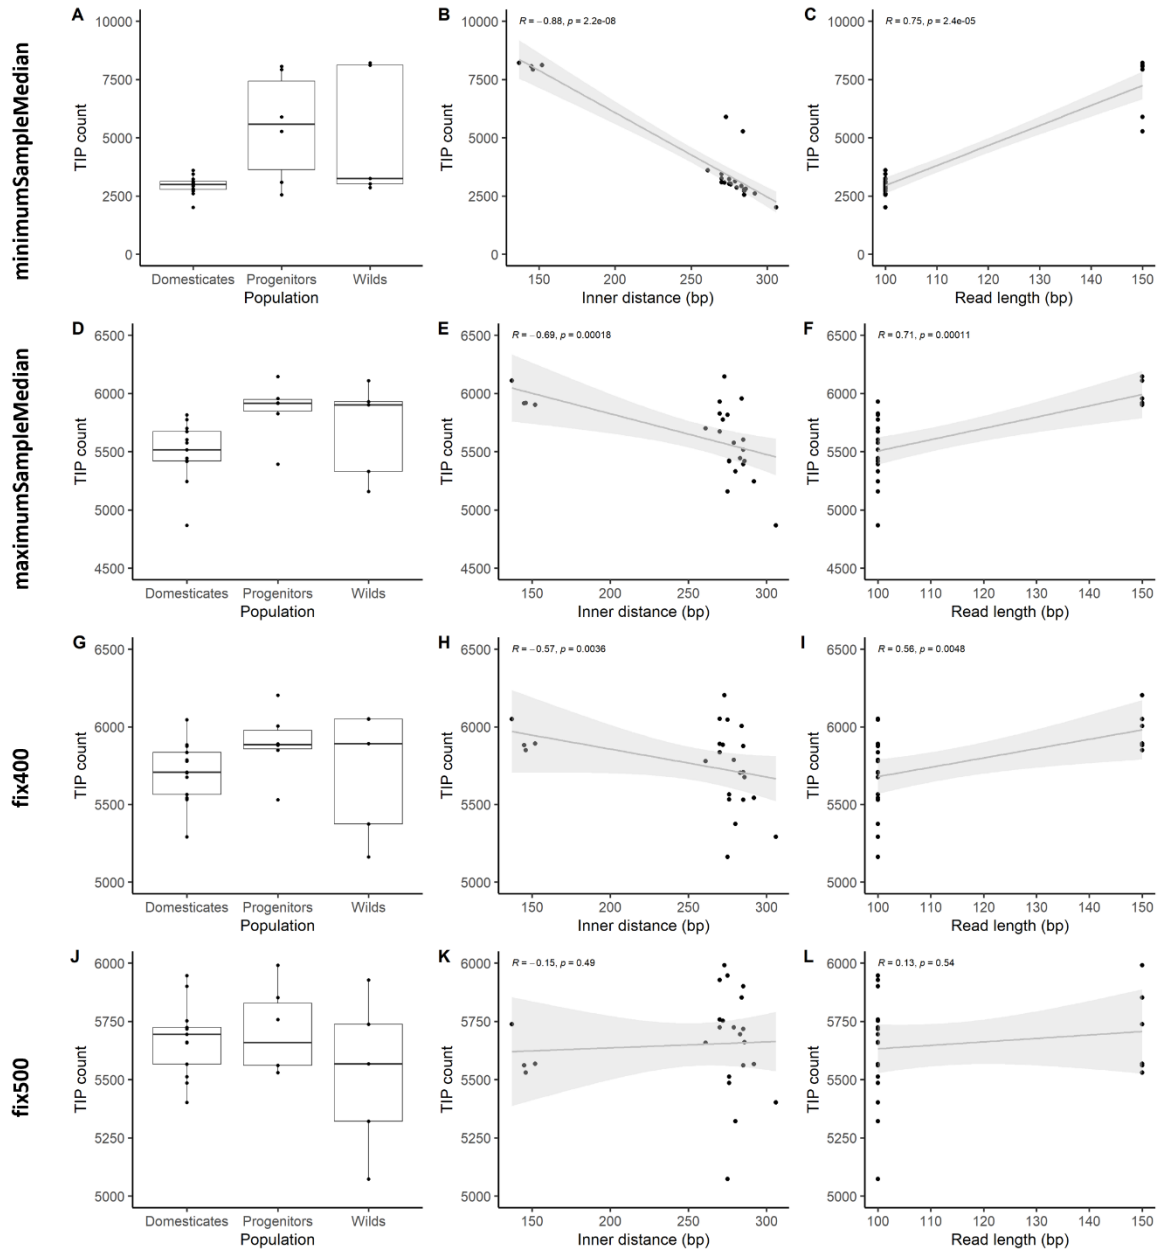 minimumSampleMedian
A
TIP count
10000
7500
5000
2500
0
Domesticates Progenitors Wilds
Population
B
R = −0.88, p = 2.2e-08
TIP count
10000
7500
5000
2500
0
150 200 250 300
Inner distance (bp)
C
R = 0.75, p = 2.4e-05
TIP count
10000
7500
5000
2500
0
100 110 120 130 140 150
Read length (bp)
maximumSampleMedian
D
TIP count
6500
6000
5500
5000
4500
Domesticates Progenitors Wilds
Population
E
R = −0.69, p = 0.00018
TIP count
6500
6000
5500
5000
4500
150 200 250 300
Inner distance (bp)
F
R = 0.71, p = 0.00011
TIP count
6500
6000
5500
5000
4500
100 110 120 130 140 150
Read length (bp)
fix400
G
TIP count
6500
6000
5500
5000
Domesticates Progenitors Wilds
Population
H
R = −0.57, p = 0.0036
TIP count
6500
6000
5500
5000
150 200 250 300
Inner distance (bp)
I
R = 0.56, p = 0.0048
TIP count
6500
6000
5500
5000
100 110 120 130 140 150
Read length (bp)
fix500
J
TIP count
6000
5750
5500
5250
5000
Domesticates Progenitors Wilds
Population
K
R = −0.15, p = 0.49
TIP count
6000
5750
5500
5250
5000
150 200 250 300
Inner distance (bp)
L
R = 0.13, p = 0.54
TIP count
6000
5750
5500
5250
5000
100 110 120 130 140 150
Read length (bp)